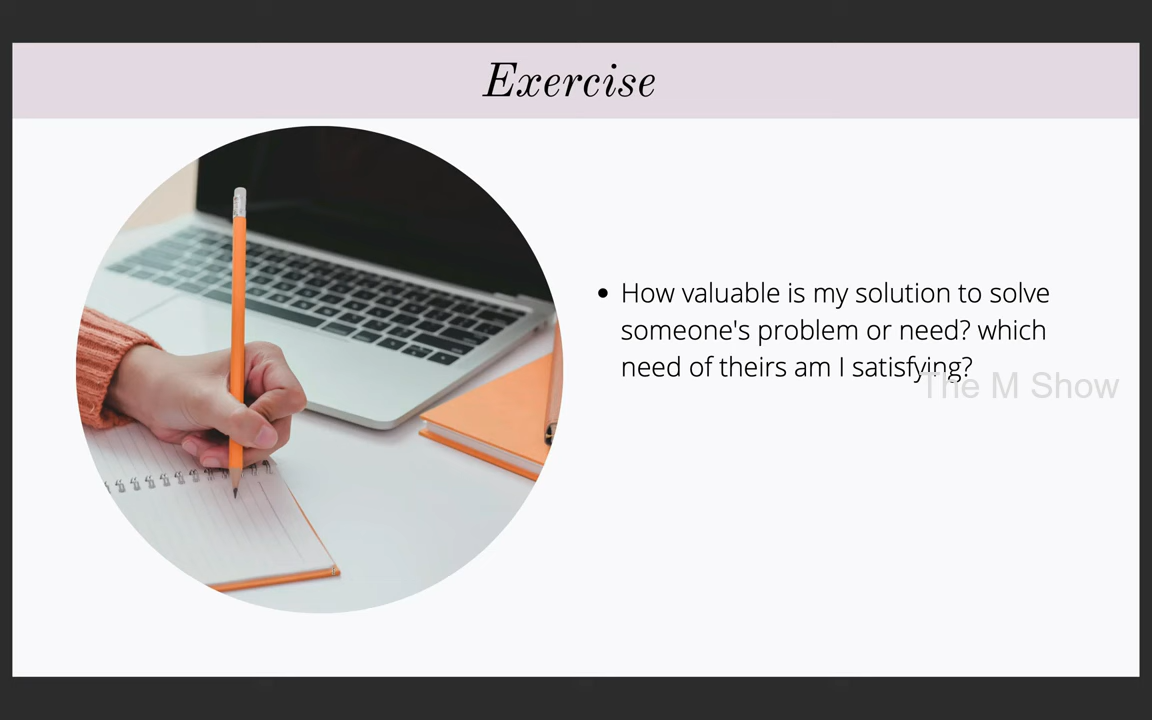 Exercise
• How valuable is my solution to solve
someone's problem or need? which
need of theirs am I satisfying?
The M Show